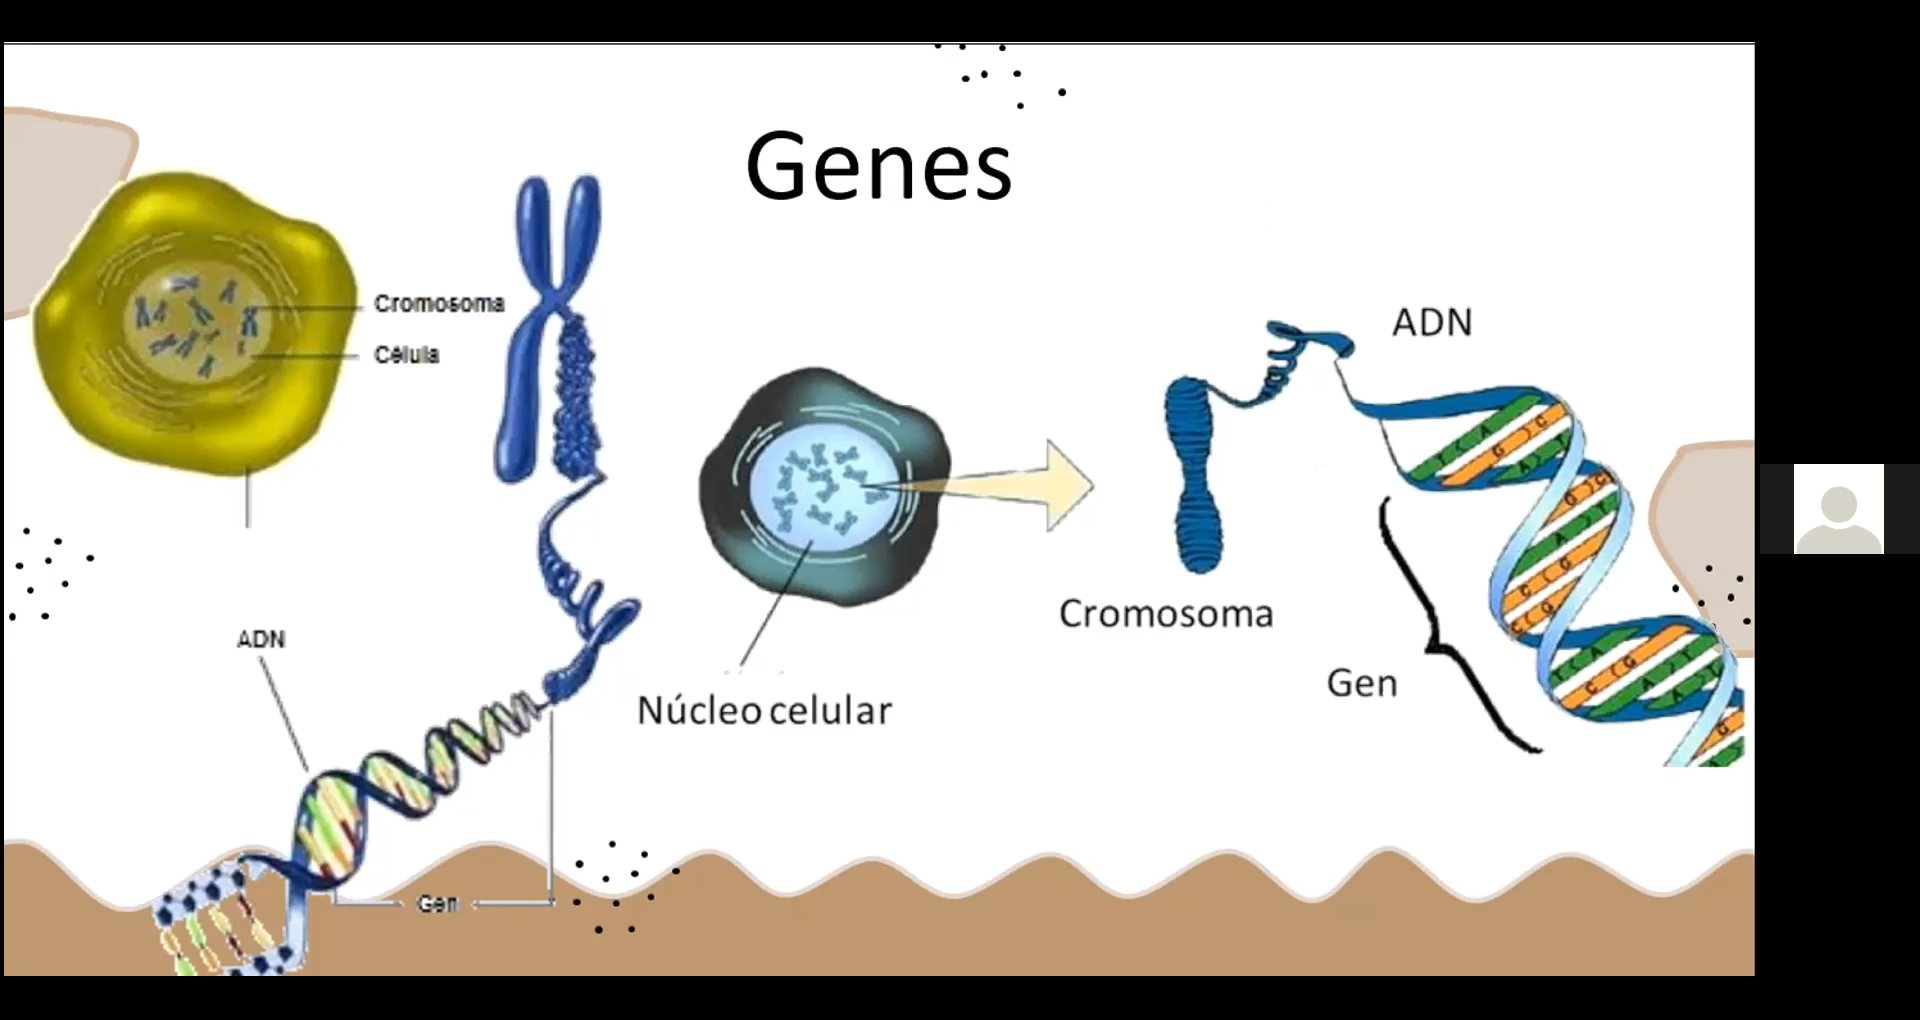 Genes
Cromosoma
Célula
ADN
Gen
Núcleo celular
Cromosoma
ADN
Gen